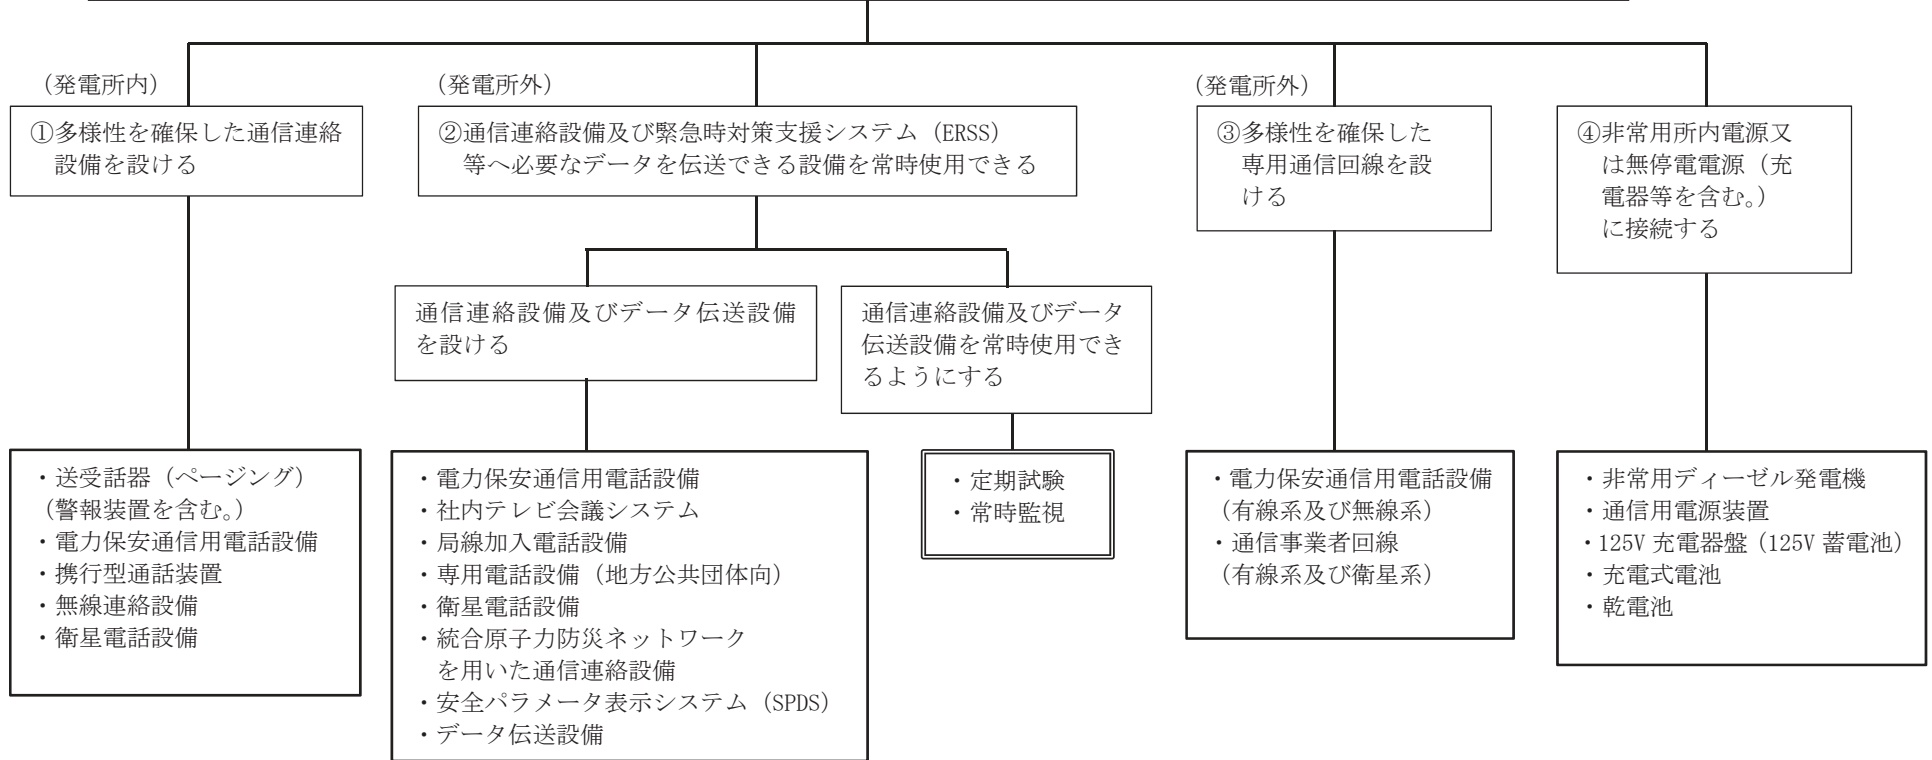 （発電所内）
①多様性を確保した通信連絡
設備を設ける
（発電所外）
②通信連絡設備及び緊急時対策支援システム（ERSS）
等へ必要なデータを伝送できる設備を常時使用できる
（発電所外）
③多様性を確保した
専用通信回線を設
ける
④非常用所内電源又
は無停電電源（充
電器等を含む。）
に接続する
通信連絡設備及びデータ伝送設備
を設ける
通信連絡設備及びデータ
伝送設備を常時使用でき
るようにする
・送受話器（ページング）
（警報装置を含む。）
・電力保安通信用電話設備
・携行型通話装置
・無線連絡設備
・衛星電話設備
・電力保安通信用電話設備
・社内テレビ会議システム
・局線加入電話設備
・専用電話設備（地方公共団体向）
・衛星電話設備
・統合原子力防災ネットワーク
を用いた通信連絡設備
・安全パラメータ表示システム（SPDS）
・データ伝送設備
・定期試験
・常時監視
・電力保安通信用電話設備
（有線系及び無線系）
・通信事業者回線
（有線系及び衛星系）
・非常用ディーゼル発電機
・通信用電源装置
・125V 充電器盤（125V 蓄電池）
・充電式電池
・乾電池